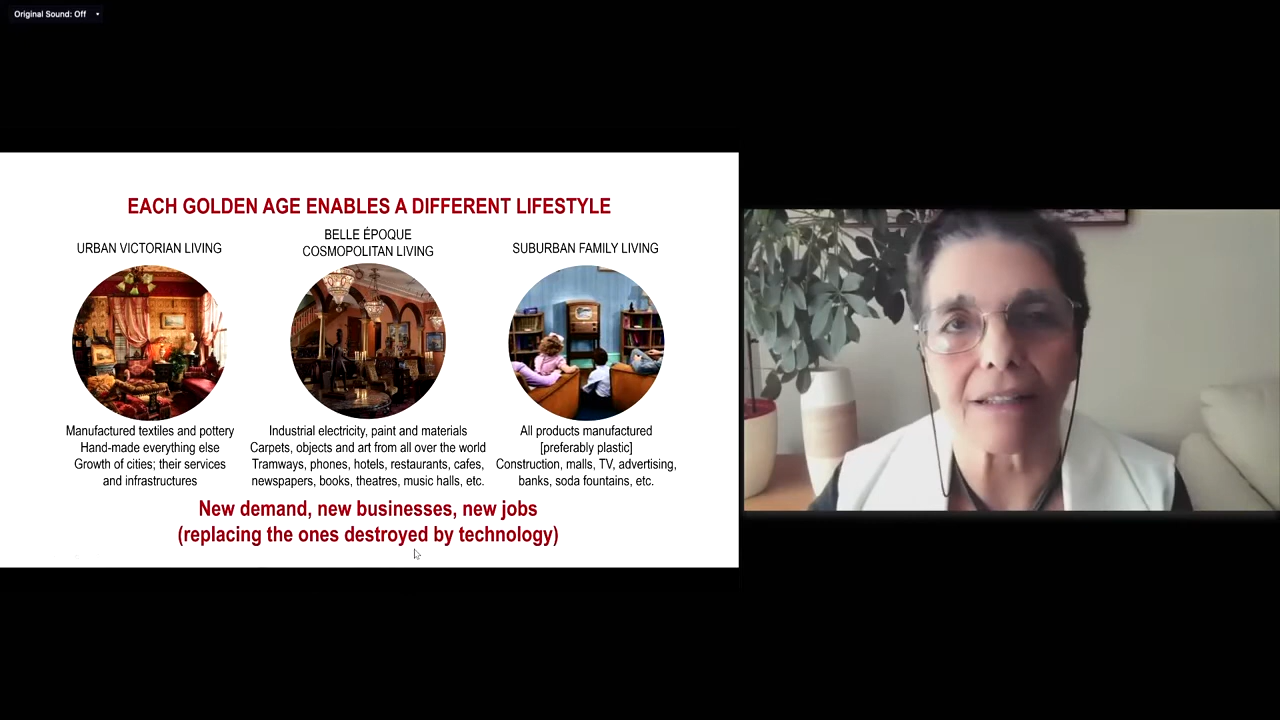 Original Sound: Off
EACH GOLDEN AGE ENABLES A DIFFERENT LIFESTYLE
URBAN VICTORIAN LIVING
BELLE ÉPOQUE
COSMOPOLITAN LIVING
SUBURBAN FAMILY LIVING
Manufactured textiles and pottery
Hand-made everything else
Growth of cities; their services
and infrastructures
Industrial electricity, paint and materials
Carpets, objects and art from all over the world
Tramways, phones, hotels, restaurants, cafes,
newspapers, books, theatres, music halls, etc.
All products manufactured
[preferably plastic]
Construction, malls, TV, advertising,
banks, soda fountains, etc.
New demand, new businesses, new jobs
(replacing the ones destroyed by technology)